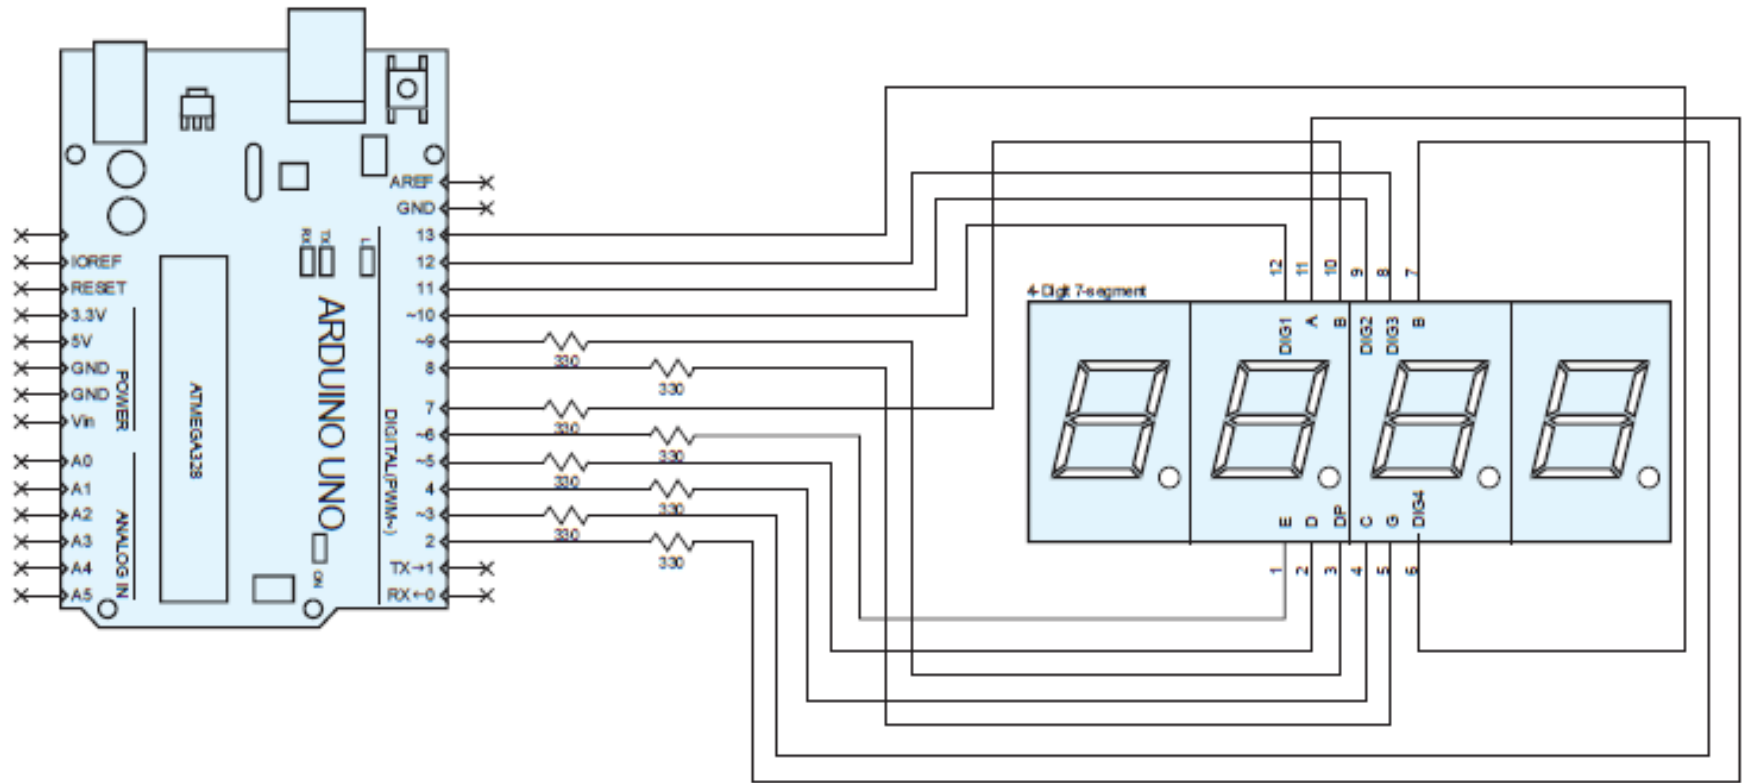 AREF
GND
13
12
11
~10
~9
8
7
~6
~5
4
~3
2
TX→1
RX←0
IOREF
RESET
3.3V
5V
GND
GND
Vin
A0
A1
A2
A3
A4
A5
POWER
ANALOG IN
ATMEGA328
RX
TX
L
ARDUINO UNO
DIGITAL(PWM~)
ON
330
330
330
330
330
330
330
330
4-Digit 7-segment
12
11
10
9
8
7
DIG1
A
B
DIG2
DIG3
B
E
D
DP
C
G
DIG4
1
2
3
4
5
6